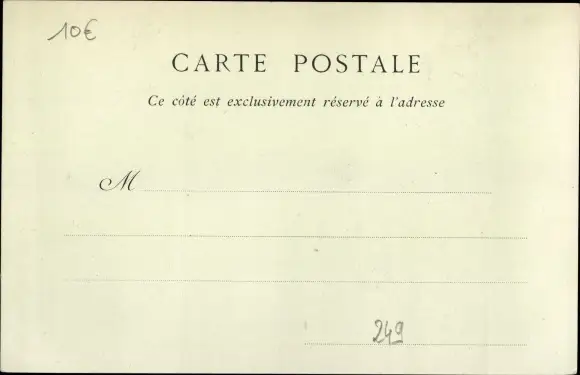 10€
CARTE POSTALE
Ce côté est exclusivement réservé à l'adresse
M
249